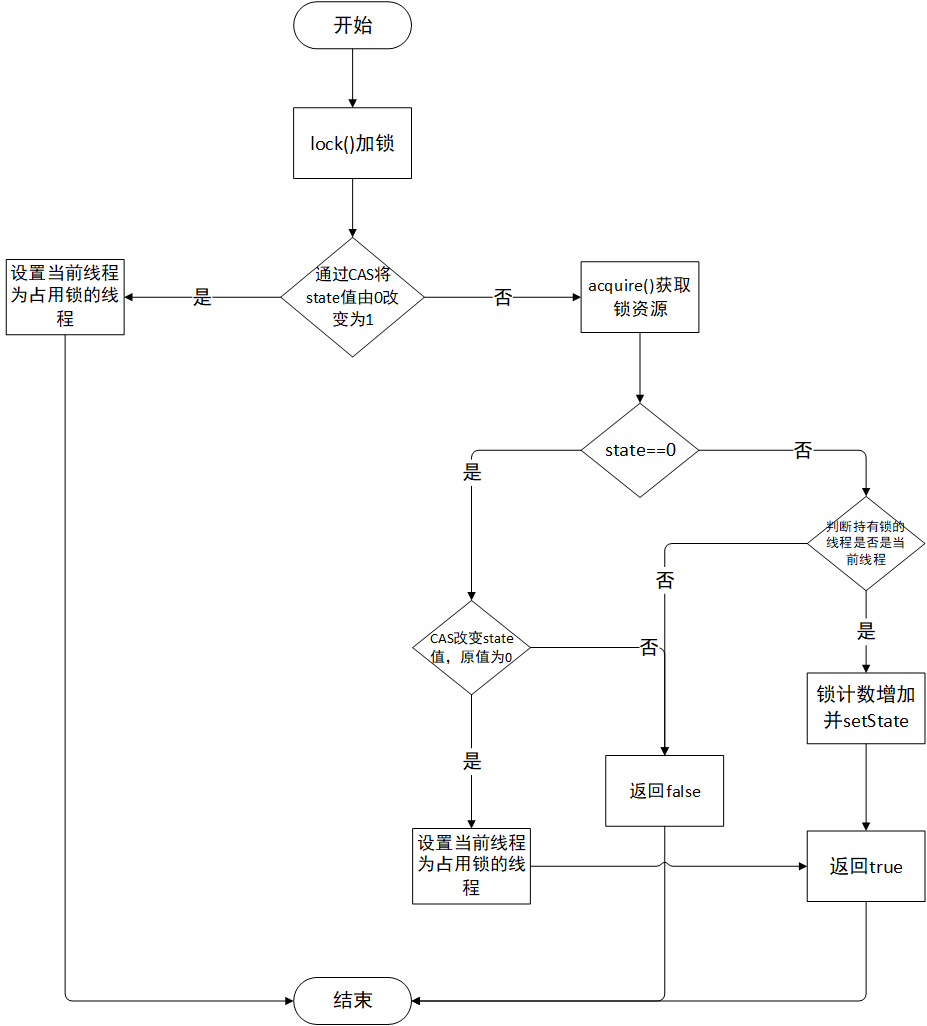 开始
lock()加锁
通过CAS将
state值由0改
变为1
是
否
设置当前线程
为占用锁的线
程
acquire()获取
锁资源
state==0
是
否
判断持有锁的
线程是否是当
前线程
否
是
CAS改变state
值，原值为0
否
是
锁计数增加
并setState
返回false
设置当前线程
为占用锁的线
程
返回true
结束